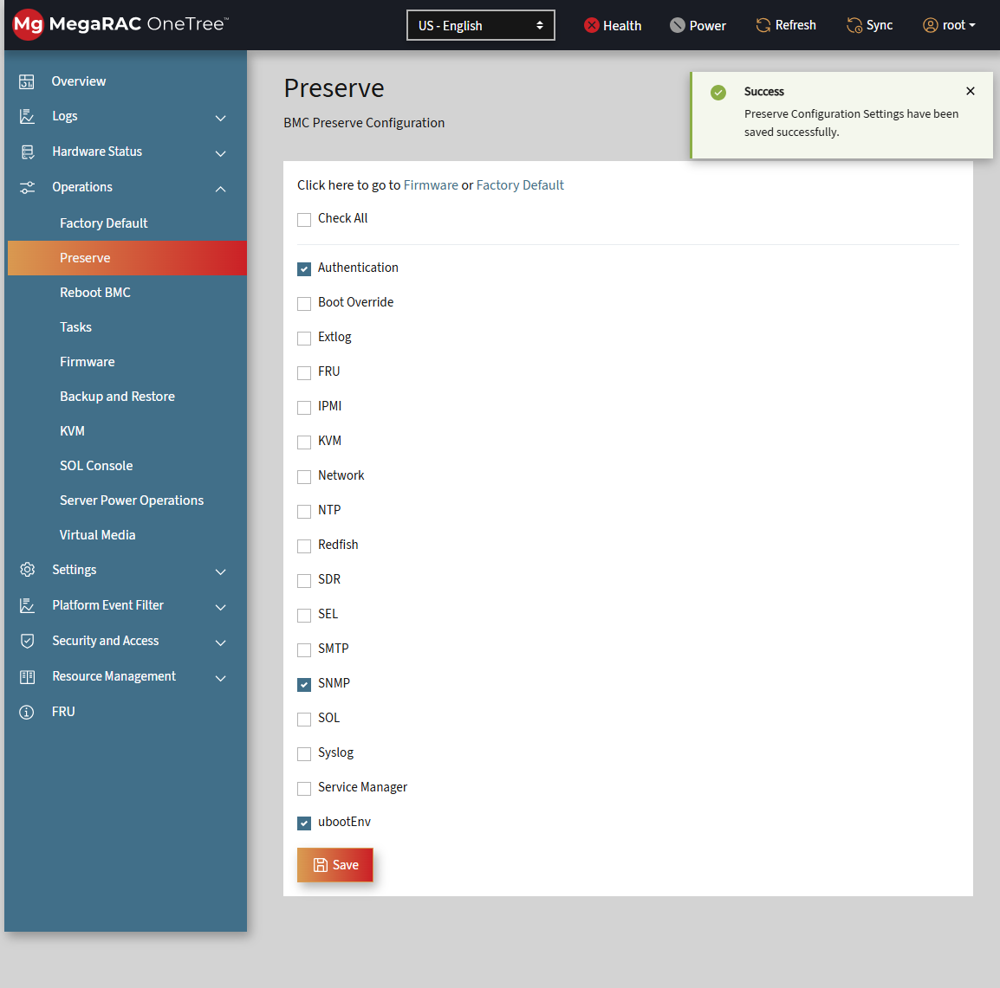 Mg MegaRAC OneTree™
US - English
Health
Power
Refresh
Sync
root
Overview
Logs
Hardware Status
Operations
Factory Default
Preserve
Reboot BMC
Tasks
Firmware
Backup and Restore
KVM
SOL Console
Server Power Operations
Virtual Media
Settings
Platform Event Filter
Security and Access
Resource Management
FRU
Preserve
BMC Preserve Configuration
Success
Preserve Configuration Settings have been
saved successfully.
Click here to go to Firmware or Factory Default
Check All
Authentication
Boot Override
Extlog
FRU
IPMI
KVM
Network
NTP
Redfish
SDR
SEL
SMTP
SNMP
SOL
Syslog
Service Manager
ubootEnv
Save